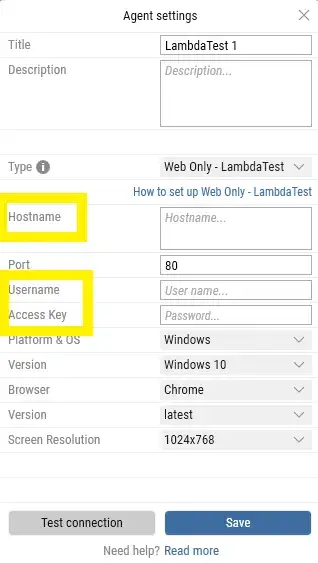 Agent settings
Title LambdaTest 1
Description Description...
Type i Web Only - LambdaTest
How to set up Web Only - LambdaTest
Hostname Hostname...
Port 80
Username User name...
Access Key Password...
Platform & OS Windows
Version Windows 10
Browser Chrome
Version latest
Screen Resolution 1024x768
Test connection Save
Need help? Read more